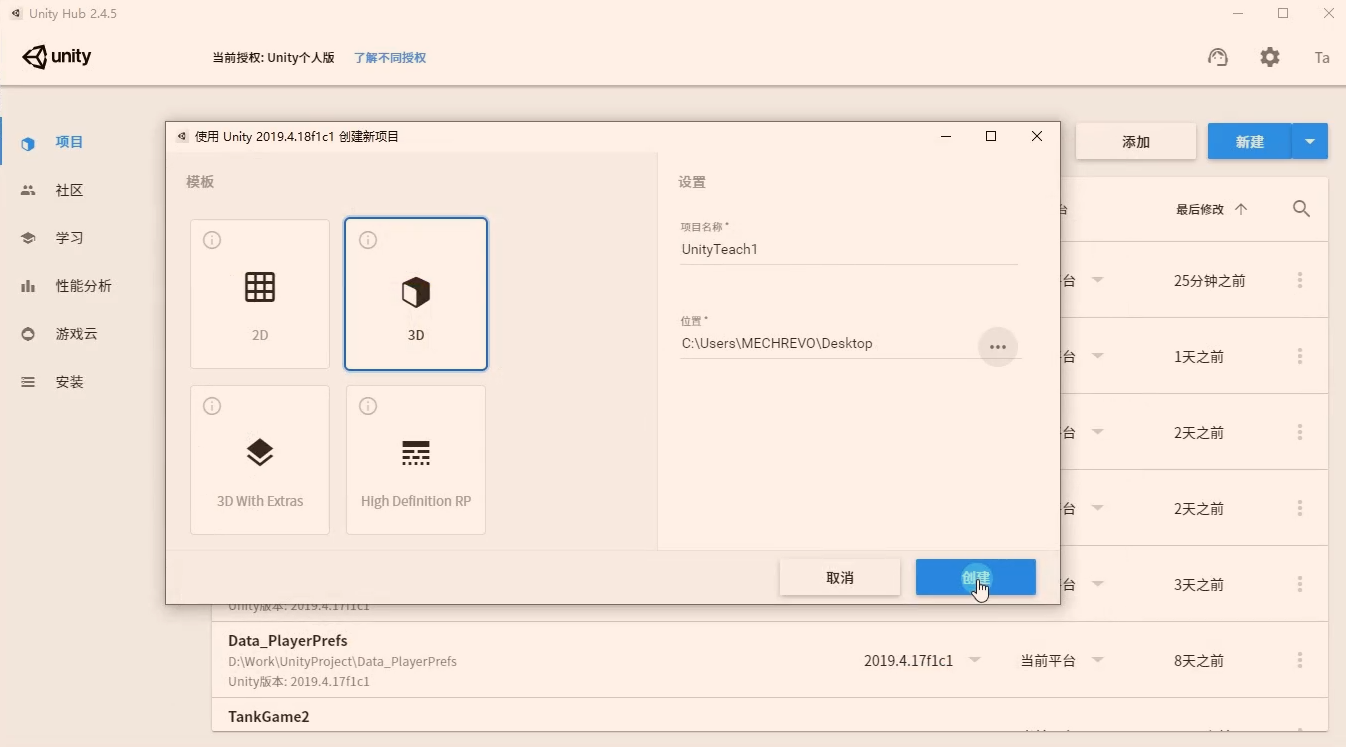 Unity Hub 2.4.5
unity
当前授权: Unity个人版 了解不同授权
Ta
项目
社区
学习
性能分析
游戏云
安装
添加
新建
使用 Unity 2019.4.18f1c1 创建新项目
模板
2D
3D
3D With Extras
High Definition RP
设置
项目名称 *
UnityTeach1
位置 *
C:\Users\MECHREVO\Desktop
取消
创建
台
最后修改
台
25分钟之前
台
1天之前
台
2天之前
台
2天之前
台
3天之前
Unity版本: 2019.4.17f1c1
Data_PlayerPrefs
D:\Work\UnityProject\Data_PlayerPrefs
Unity版本: 2019.4.17f1c1
2019.4.17f1c1
当前平台
8天之前
TankGame2